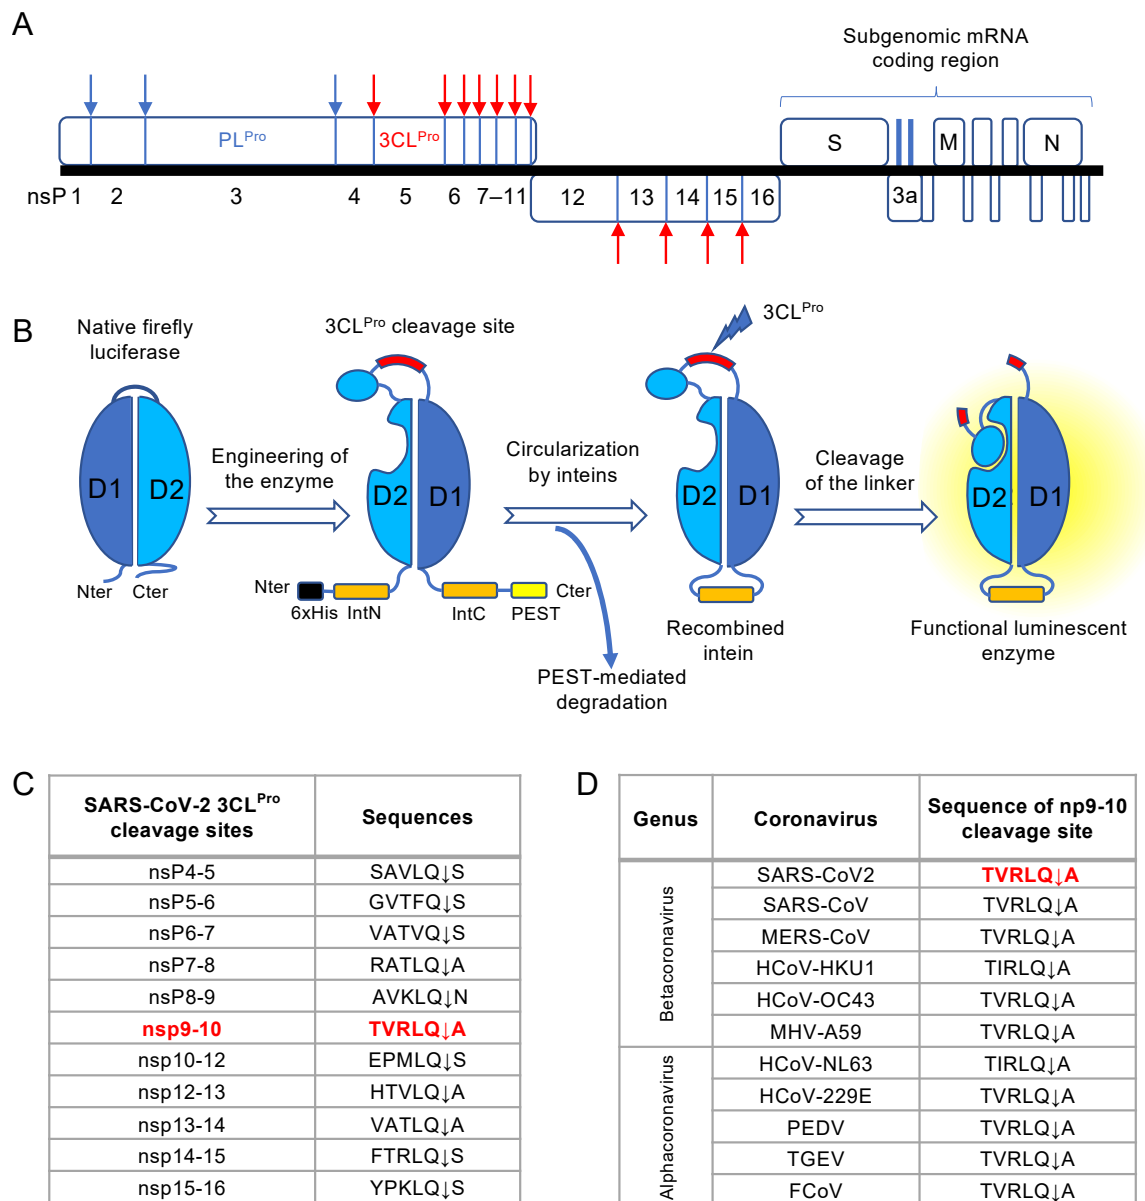 A
Subgenomic mRNA
coding region
PLPro
3CLPro
S
M
N
nsP 1 2 3 4 5 6 7–11 12 13 14 15 16 3a
B
Native firefly
luciferase
D1 D2
Nter Cter
Engineering of
the enzyme
3CLPro cleavage site
D2 D1
Nter
6xHis IntN
IntC PEST
Cter
Circularization
by inteins
PEST-mediated
degradation
3CLPro
D2 D1
Recombined
intein
Cleavage
of the linker
D2 D1
Functional luminescent
enzyme
C
SARS-CoV-2 3CLPro
cleavage sites
Sequences
nsP4-5 SAVLQ↓S
nsP5-6 GVTFQ↓S
nsP6-7 VATVQ↓S
nsP7-8 RATLQ↓A
nsP8-9 AVKLQ↓N
nsp9-10 TVRLQ↓A
nsp10-12 EPMLQ↓S
nsp12-13 HTVLQ↓A
nsp13-14 VATLQ↓A
nsp14-15 FTRLQ↓S
nsp15-16 YPKLQ↓S
D
Genus
Coronavirus
Sequence of np9-10
cleavage site
Betacoronavirus
SARS-CoV2 TVRLQ↓A
SARS-CoV TVRLQ↓A
MERS-CoV TVRLQ↓A
HCoV-HKU1 TIRLQ↓A
HCoV-OC43 TVRLQ↓A
MHV-A59 TVRLQ↓A
Alphacoronavirus
HCoV-NL63 TIRLQ↓A
HCoV-229E TVRLQ↓A
PEDV TVRLQ↓A
TGEV TVRLQ↓A
FCoV TVRLQ↓A